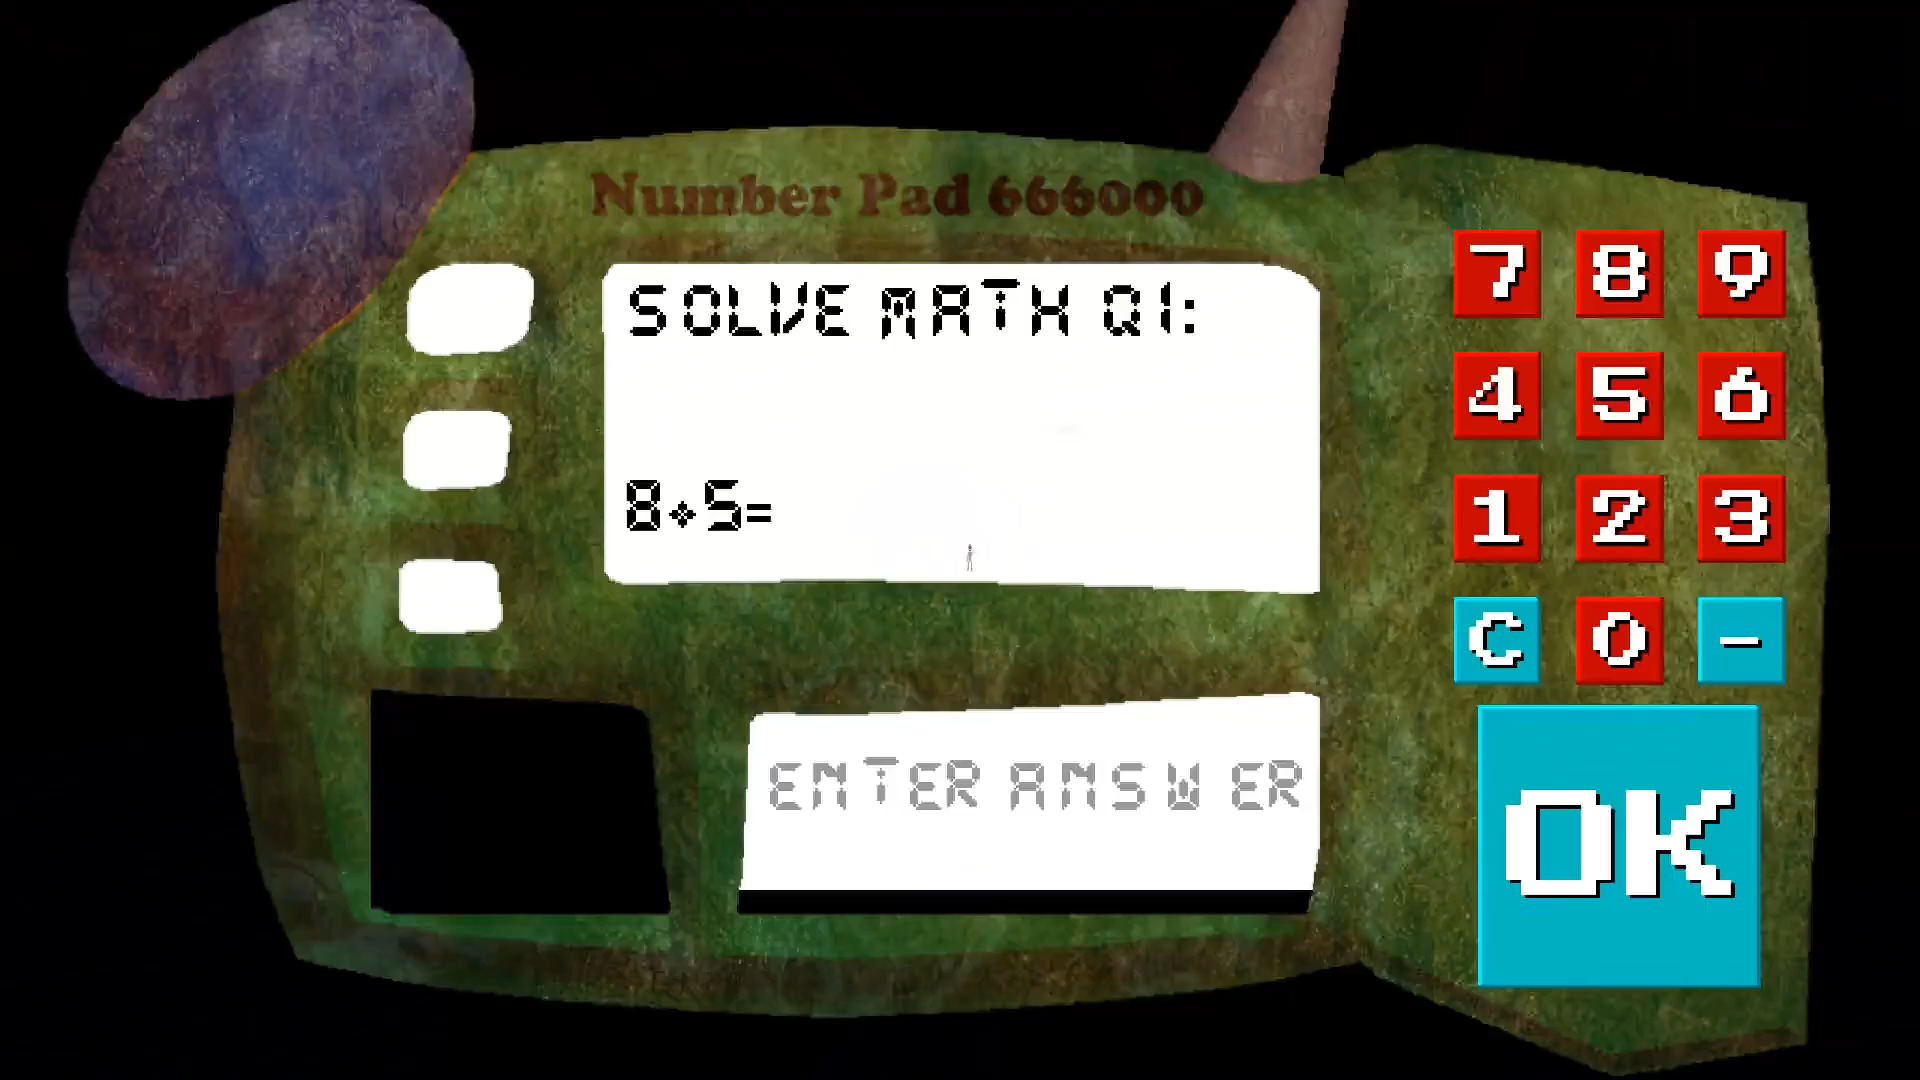 Number Pad 666000
SOLVE MATH Q1:
8+5=
ENTER ANSWER
7 8 9
4 5 6
1 2 3
C 0 -
OK